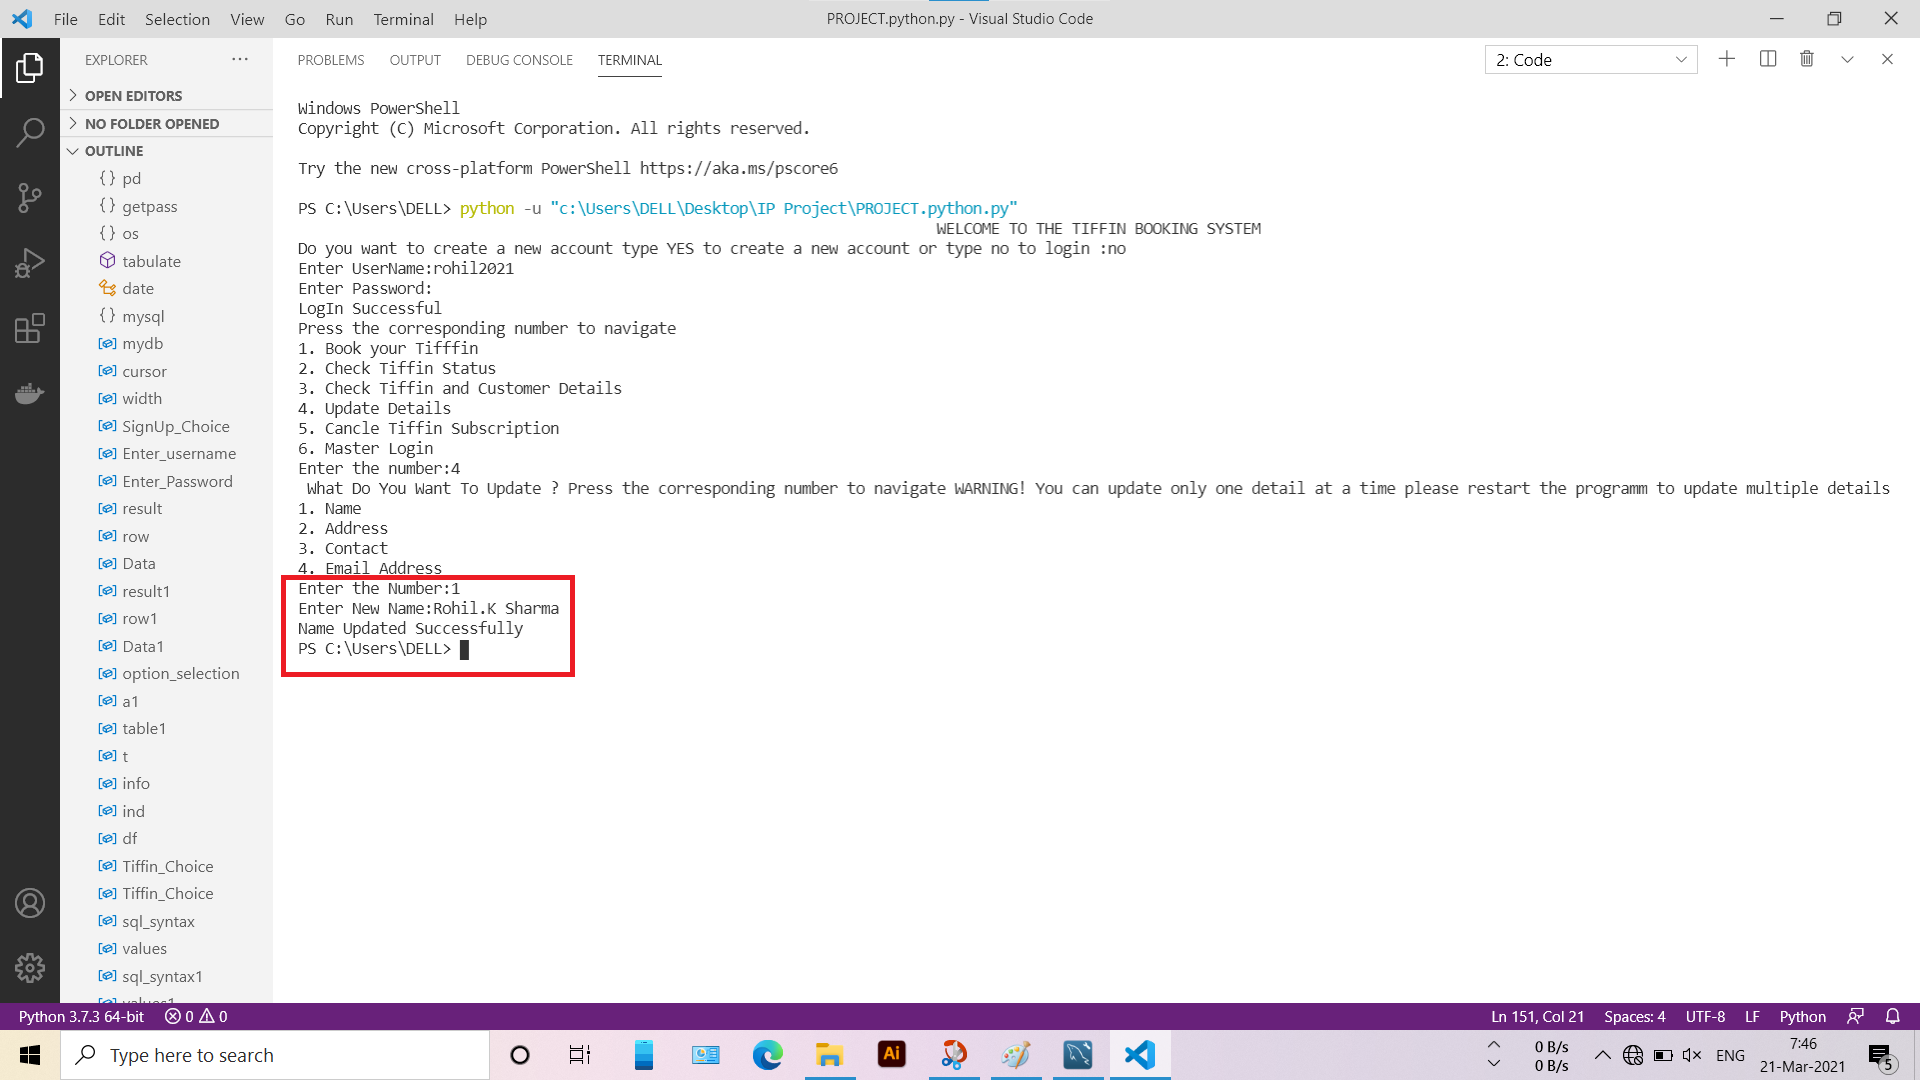 File Edit Selection View Go Run Terminal Help
PROJECT.python.py - Visual Studio Code
EXPLORER
OPEN EDITORS
NO FOLDER OPENED
OUTLINE
pd
getpass
os
tabulate
date
mysql
mydb
cursor
width
SignUp_Choice
Enter_username
Enter_Password
result
row
Data
result1
row1
Data1
option_selection
a1
table1
t
info
ind
df
Tiffin_Choice
Tiffin_Choice
sql_syntax
values
sql_syntax1
values1
PROBLEMS OUTPUT DEBUG CONSOLE TERMINAL
2: Code
Windows PowerShell
Copyright (C) Microsoft Corporation. All rights reserved.
Try the new cross-platform PowerShell https://aka.ms/pscore6
PS C:\Users\DELL> python -u "c:\Users\DELL\Desktop\IP Project\PROJECT.python.py"
WELCOME TO THE TIFFIN BOOKING SYSTEM
Do you want to create a new account type YES to create a new account or type no to login :no
Enter UserName:rohil2021
Enter Password:
LogIn Successful
Press the corresponding number to navigate
1. Book your Tifffin
2. Check Tiffin Status
3. Check Tiffin and Customer Details
4. Update Details
5. Cancle Tiffin Subscription
6. Master Login
Enter the number:4
What Do You Want To Update ? Press the corresponding number to navigate WARNING! You can update only one detail at a time please restart the programm to update multiple details
1. Name
2. Address
3. Contact
4. Email Address
Enter the Number:1
Enter New Name:Rohil.K Sharma
Name Updated Successfully
PS C:\Users\DELL>
Python 3.7.3 64-bit 0 0
Ln 151, Col 21 Spaces: 4 UTF-8 LF Python
Type here to search
Ai
0 B/s
0 B/s
ENG
7:46
21-Mar-2021
5